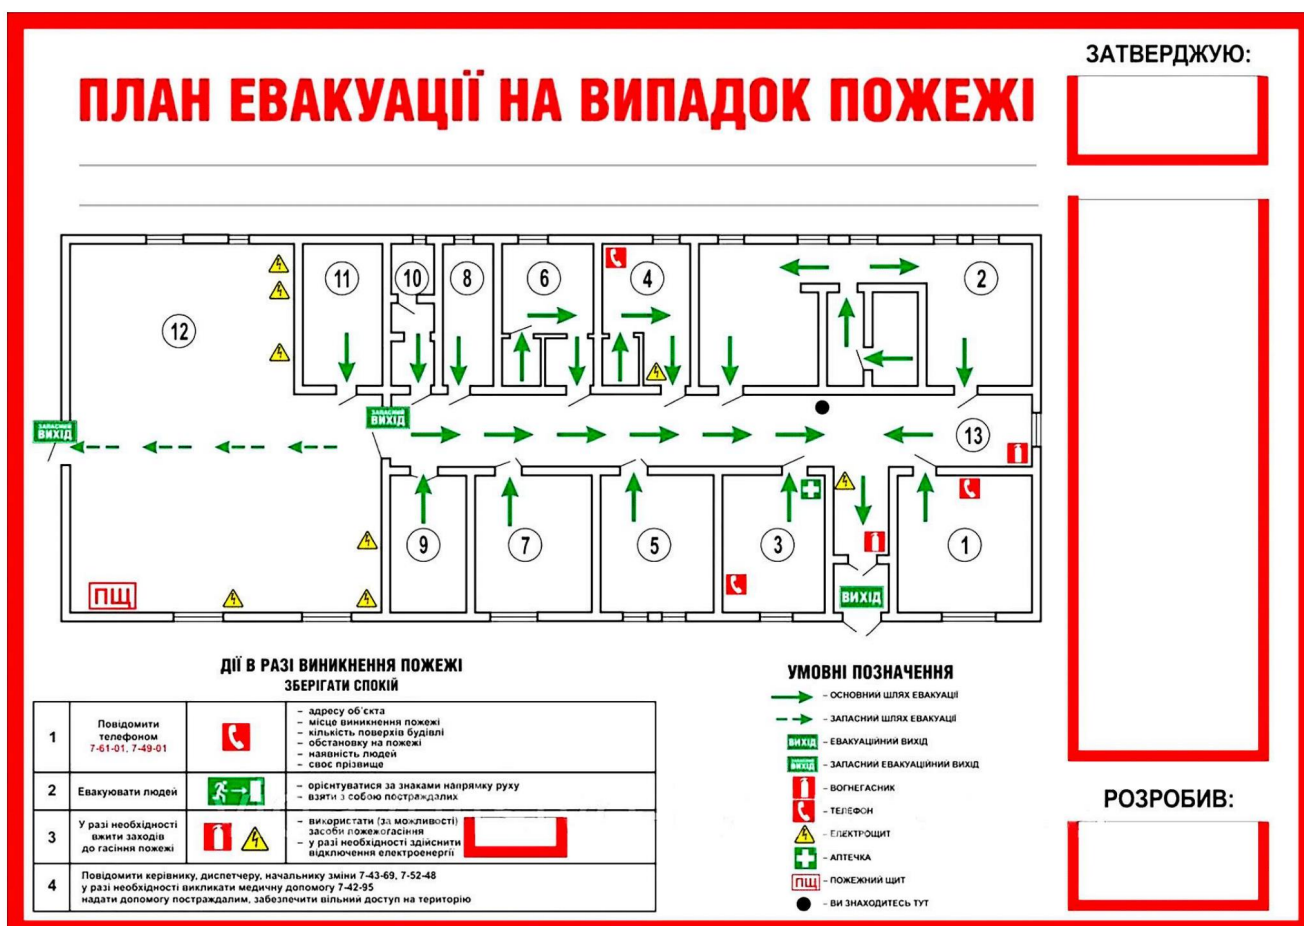 ЗАТВЕРДЖУЮ:
ПЛАН ЕВАКУАЦІЇ НА ВИПАДОК ПОЖЕЖІ
11
10
8
6
4
2
12
ЗАПАСНИЙ
ВИХІД
ЗАПАСНИЙ
ВИХІД
13
9
7
5
3
1
ПЩ
ВИХІД
ДІЇ В РАЗІ ВИНИКНЕННЯ ПОЖЕЖІ
ЗБЕРІГАТИ СПОКІЙ
1
Повідомити
телефоном
7-61-01, 7-49-01
– адресу об'єкта
– місце виникнення пожежі
– кількість поверхів будівлі
– обстановку на пожежі
– наявність людей
– своє прізвище
2
Евакуювати людей
– орієнтуватися за знаками напрямку руху
– взяти з собою постраждалих
3
У разі необхідності
вжити заходів
до гасіння пожежі
– використати (за можливості)
засоби пожежогасіння
– у разі необхідності здійснити
відключення електроенергії
4
Повідомити керівнику, диспетчеру, начальнику зміни 7-43-69, 7-52-48
у разі необхідності викликати медичну допомогу 7-42-95
надати допомогу постраждалим, забезпечити вільний доступ на територію
УМОВНІ ПОЗНАЧЕННЯ
– ОСНОВНИЙ ШЛЯХ ЕВАКУАЦІЇ
– ЗАПАСНИЙ ШЛЯХ ЕВАКУАЦІЇ
ВИХІД – ЕВАКУАЦІЙНИЙ ВИХІД
ЗАПАСНИЙ
ВИХІД – ЗАПАСНИЙ ЕВАКУАЦІЙНИЙ ВИХІД
– ВОГНЕГАСНИК
– ТЕЛЕФОН
– ЕЛЕКТРОЩИТ
– АПТЕЧКА
ПЩ – ПОЖЕЖНИЙ ЩИТ
– ВИ ЗНАХОДИТЕСЬ ТУТ
РОЗРОБИВ: